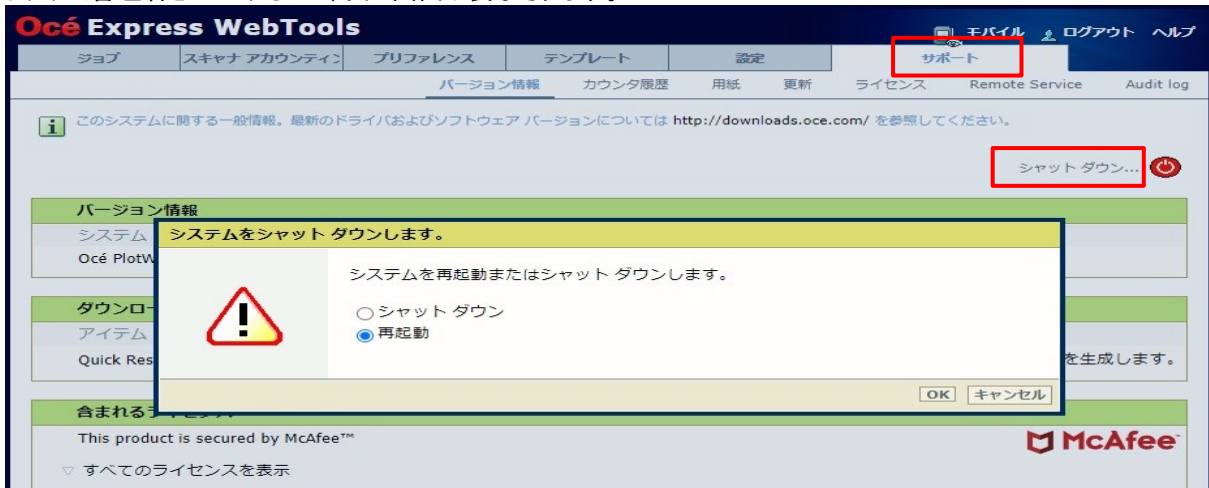 Océ Express WebTools
モバイル ログアウト ヘルプ
ジョブ スキャナ アカウンティン プリファレンス テンプレート 設定 サポート
バージョン情報 カウンタ履歴 用紙 更新 ライセンス Remote Service Audit log
このシステムに関する一般情報。最新のドライバおよびソフトウェア バージョンについては http://downloads.oce.com/ を参照してください。
シャット ダウン...
バージョン情報
システム
Océ PlotW
システムをシャット ダウンします。
システムを再起動またはシャット ダウンします。
シャット ダウン
再起動
OK キャンセル
ダウンロー
アイテム
Quick Res
を生成します。
含まれる
This product is secured by McAfee™
McAfee
すべてのライセンスを表示